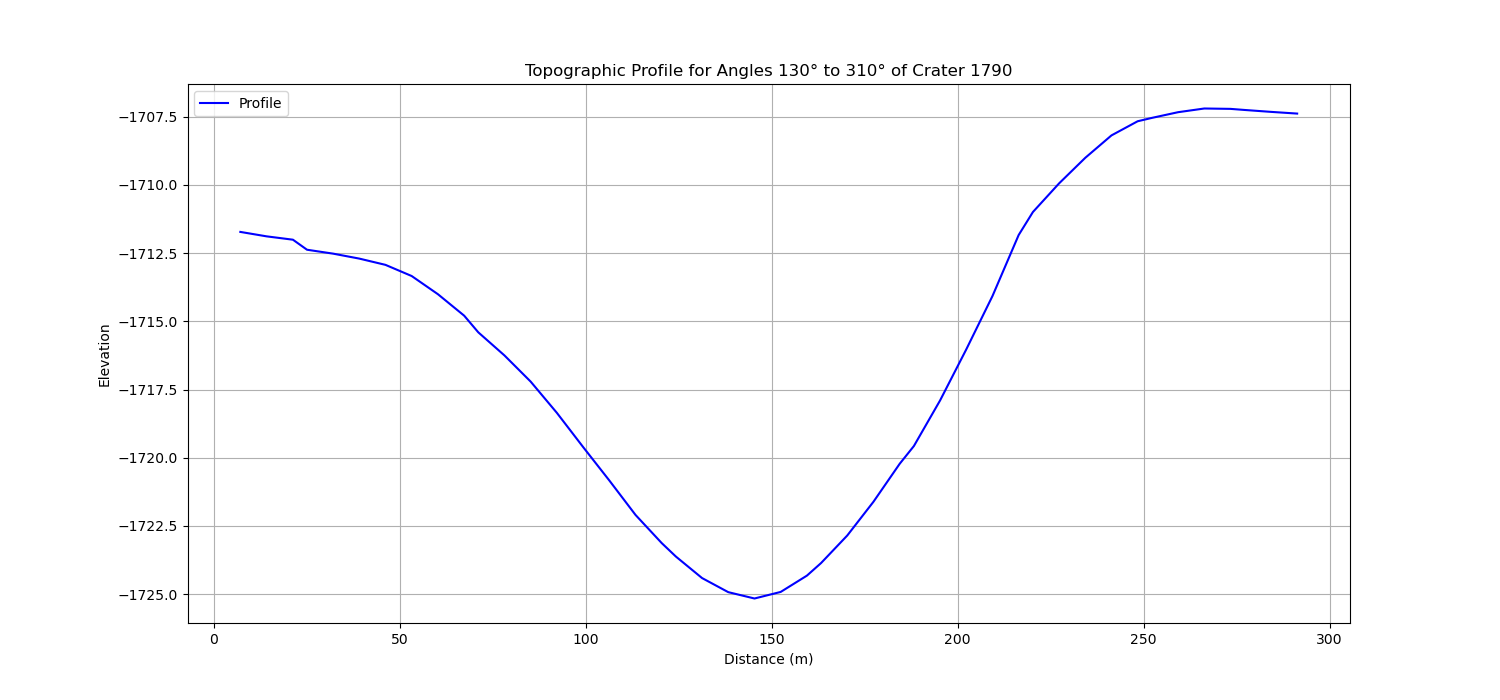 Topographic Profile for Angles 130° to 310° of Crater 1790
Profile
−1707.5
−1710.0
−1712.5
−1715.0
−1717.5
−1720.0
−1722.5
−1725.0
Elevation
0 50 100 150 200 250 300
Distance (m)